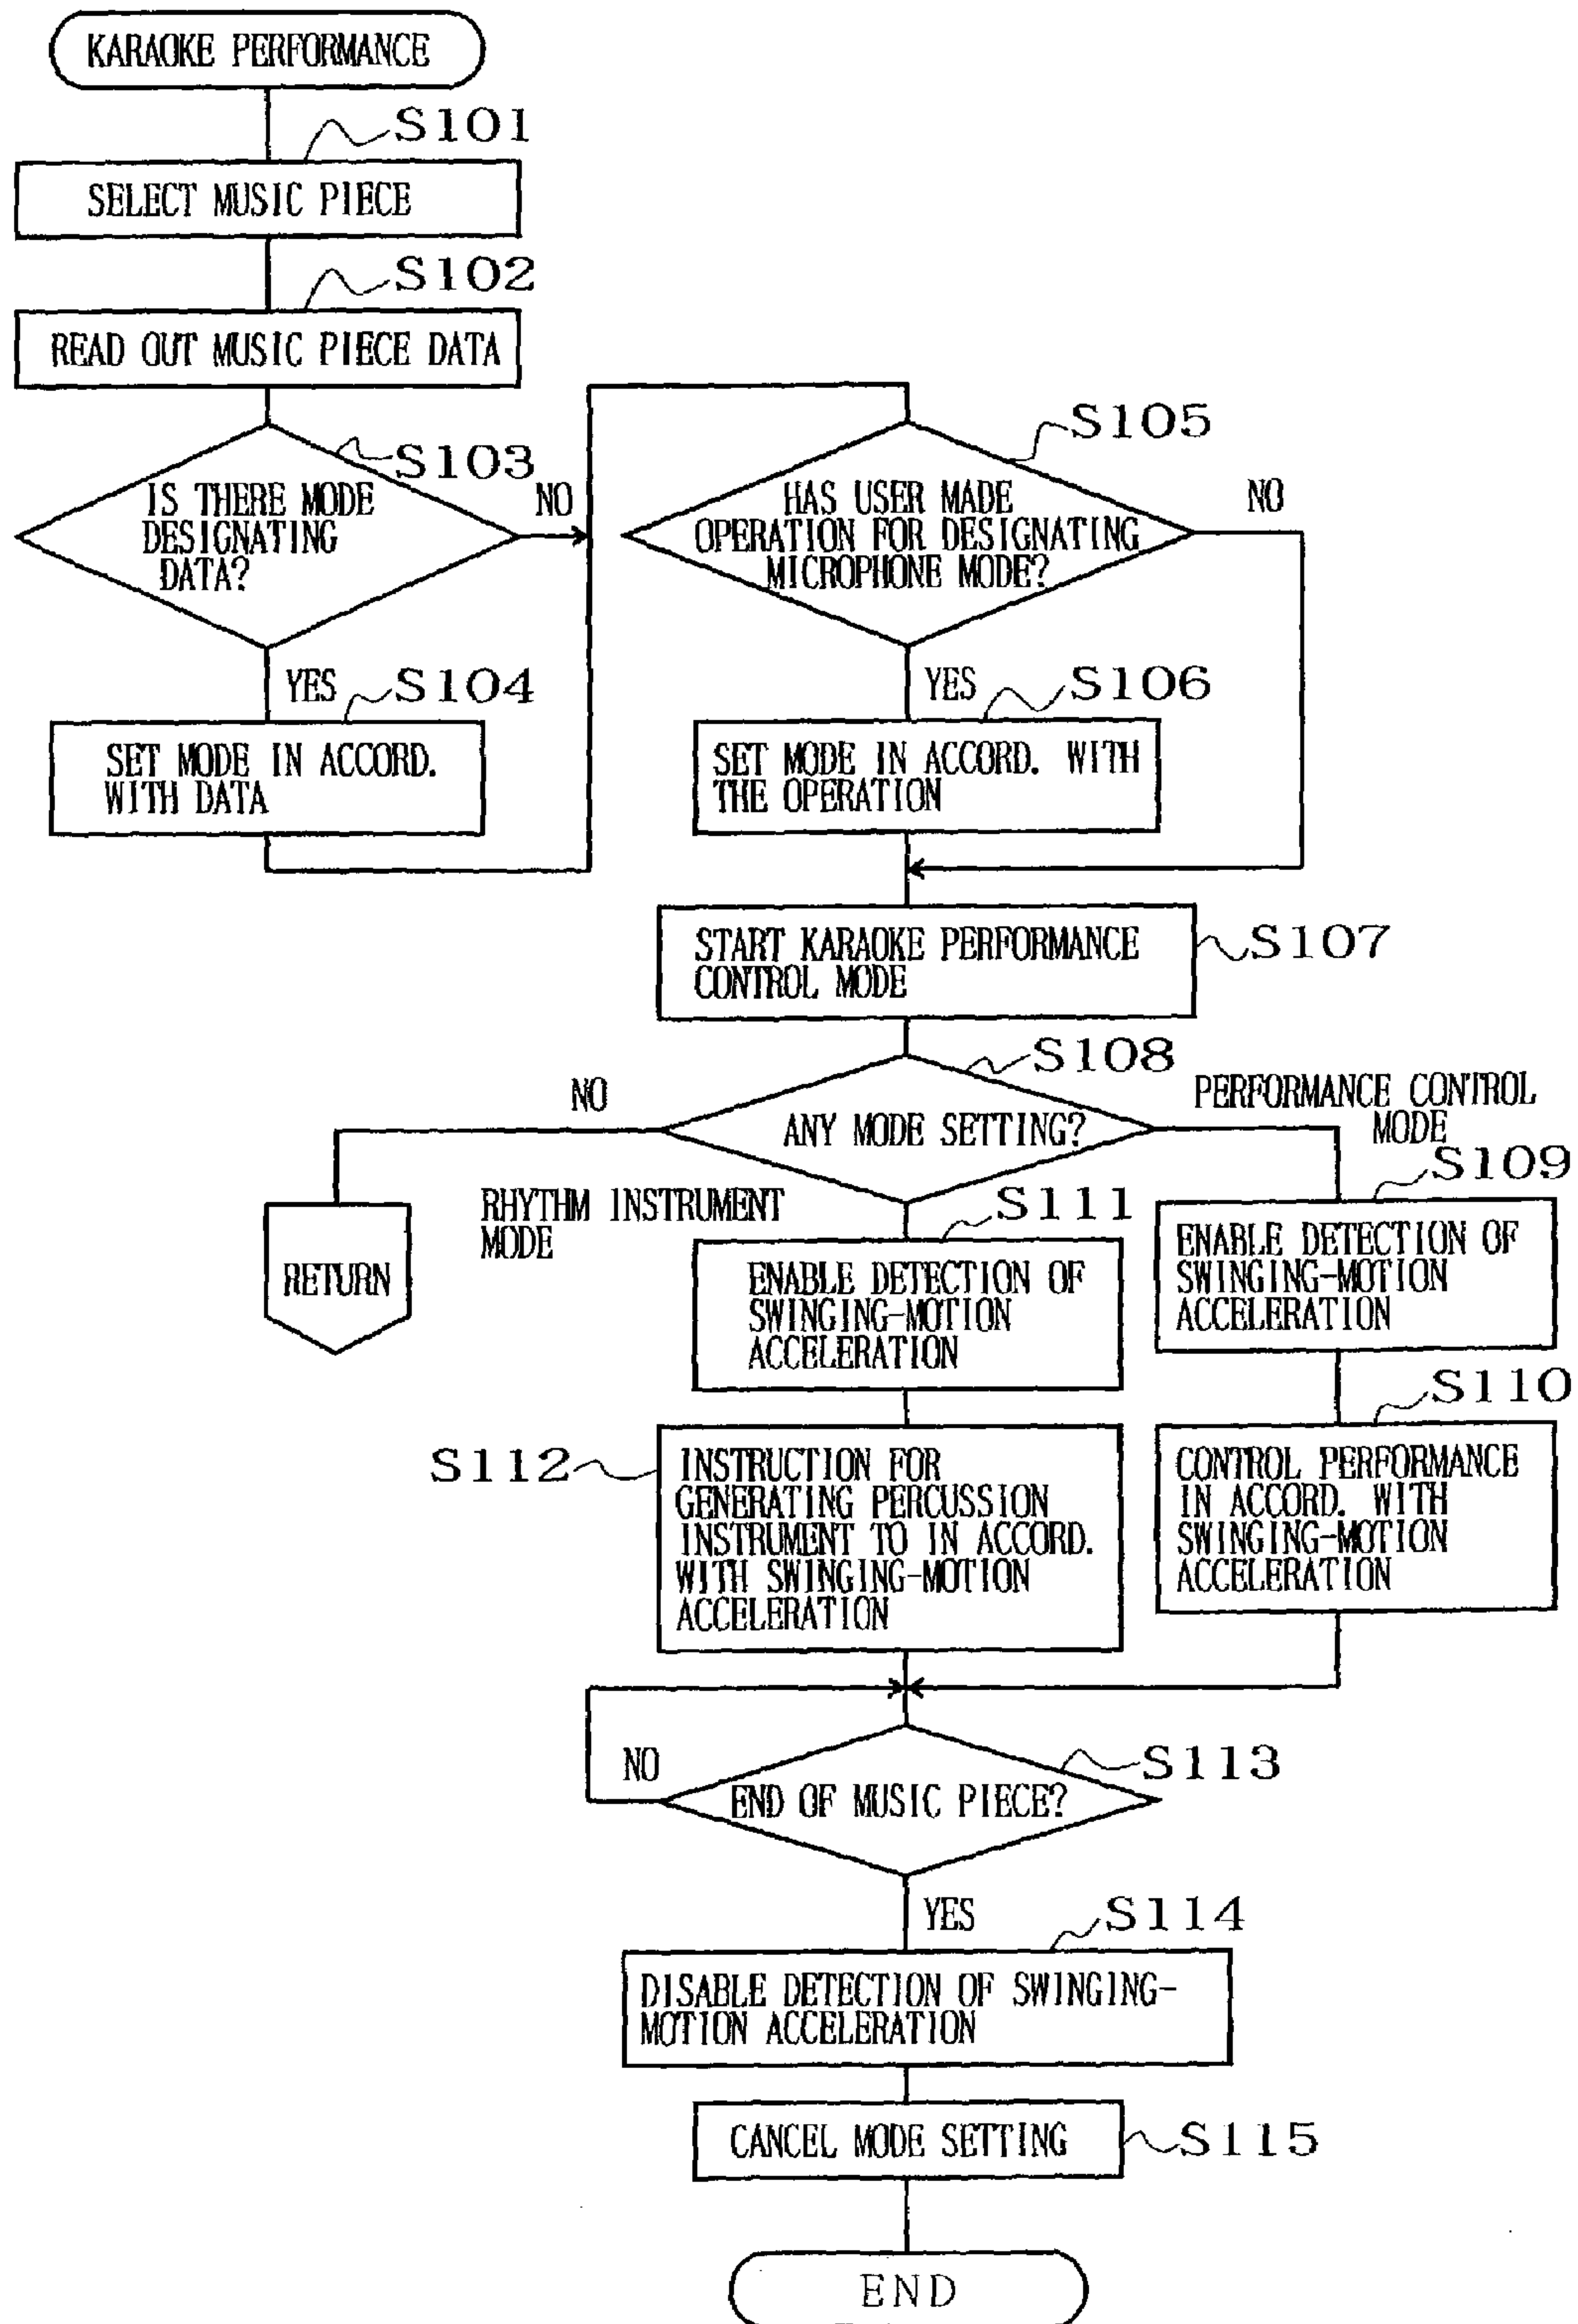 KARAOKE PERFORMANCE
S101
SELECT MUSIC PIECE
S102
READ OUT MUSIC PIECE DATA
S103
IS THERE MODE
DESIGNATING
DATA?
NO
YES
S104
SET MODE IN ACCORD.
WITH DATA
S105
HAS USER MADE
OPERATION FOR DESIGNATING
MICROPHONE MODE?
NO
YES
S106
SET MODE IN ACCORD. WITH
THE OPERATION
START KARAOKE PERFORMANCE
CONTROL MODE
S107
S108
ANY MODE SETTING?
NO
RETURN
PERFORMANCE CONTROL
MODE
S109
ENABLE DETECTION OF
SWINGING-MOTION
ACCELERATION
S110
CONTROL PERFORMANCE
IN ACCORD. WITH
SWINGING-MOTION
ACCELERATION
RHYTHM INSTRUMENT
MODE
S111
ENABLE DETECTION OF
SWINGING-MOTION
ACCELERATION
S112
INSTRUCTION FOR
GENERATING PERCUSSION
INSTRUMENT TO IN ACCORD.
WITH SWINGING-MOTION
ACCELERATION
S113
END OF MUSIC PIECE?
NO
YES
S114
DISABLE DETECTION OF SWINGING-
MOTION ACCELERATION
CANCEL MODE SETTING
S115
END